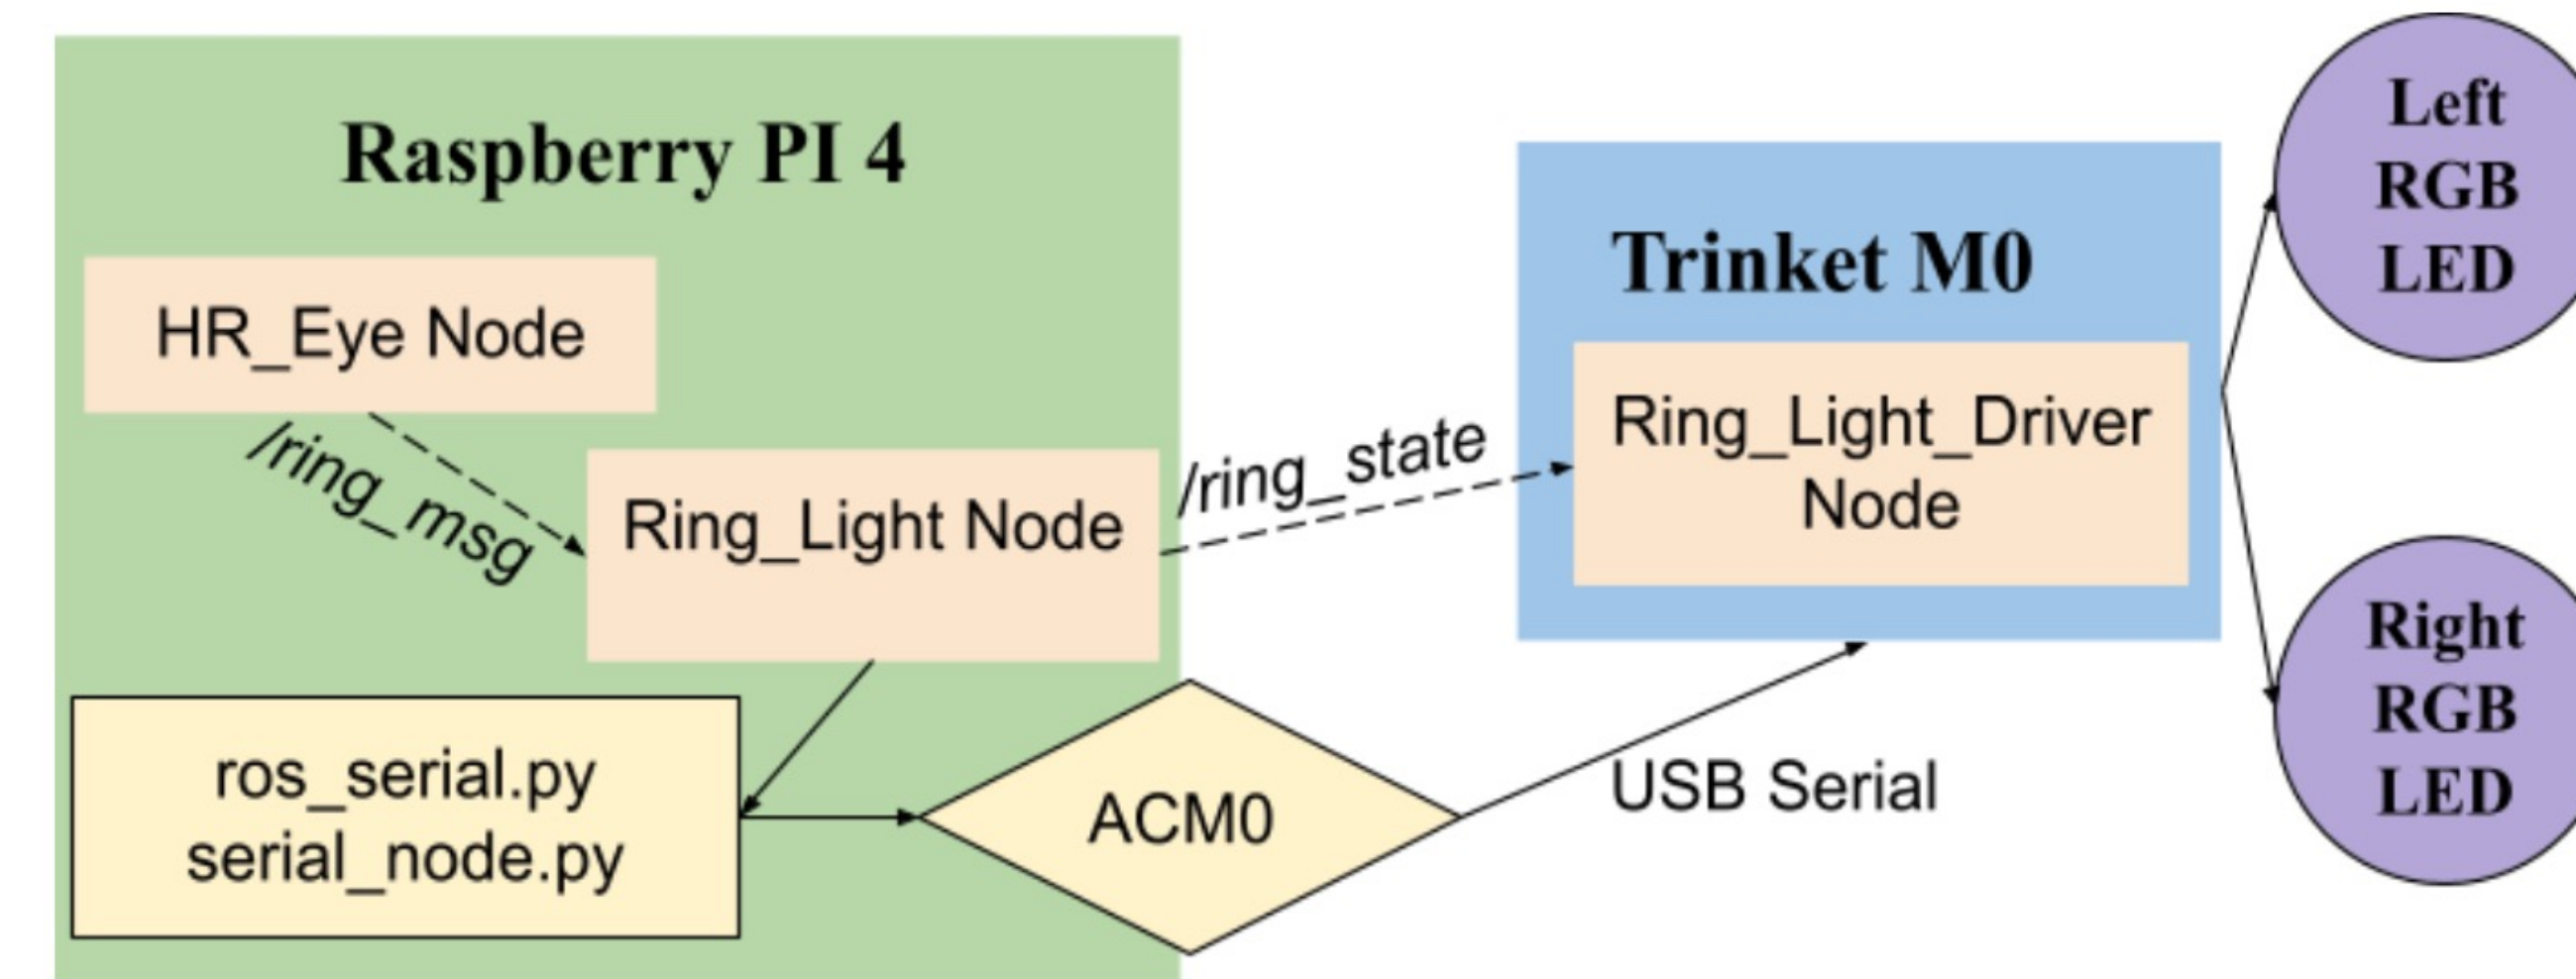 Raspberry PI 4
HR_Eye Node
/ring_msg
Ring_Light Node
ros_serial.py
serial_node.py
ACM0
/ring_state
USB Serial
Trinket M0
Ring_Light_Driver
Node
Left
RGB
LED
Right
RGB
LED